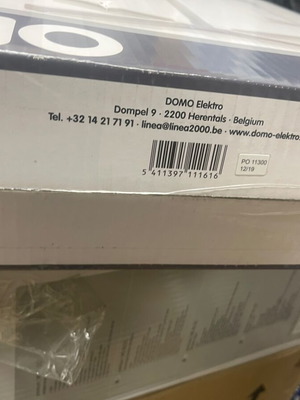 DOMO Elektro
Dompel 9 · 2200 Herentals · Belgium
Tel. +32 14 21 71 91 · linea@linea2000.be · www.domo-elektro.
5 411397 111616
PO 11300
12/19